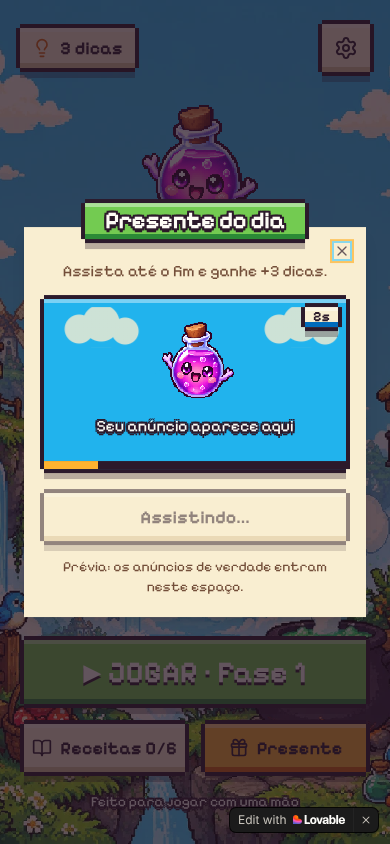 3 dicas
Presente do dia
Assista até o fim e ganhe +3 dicas.
8s
Seu anúncio aparece aqui
Assistindo...
Prévia: os anúncios de verdade entram
neste espaço.
▶ JOGAR · Fase 1
Receitas 0/6
Presente
Feito para jogar com uma mão
Edit with Lovable